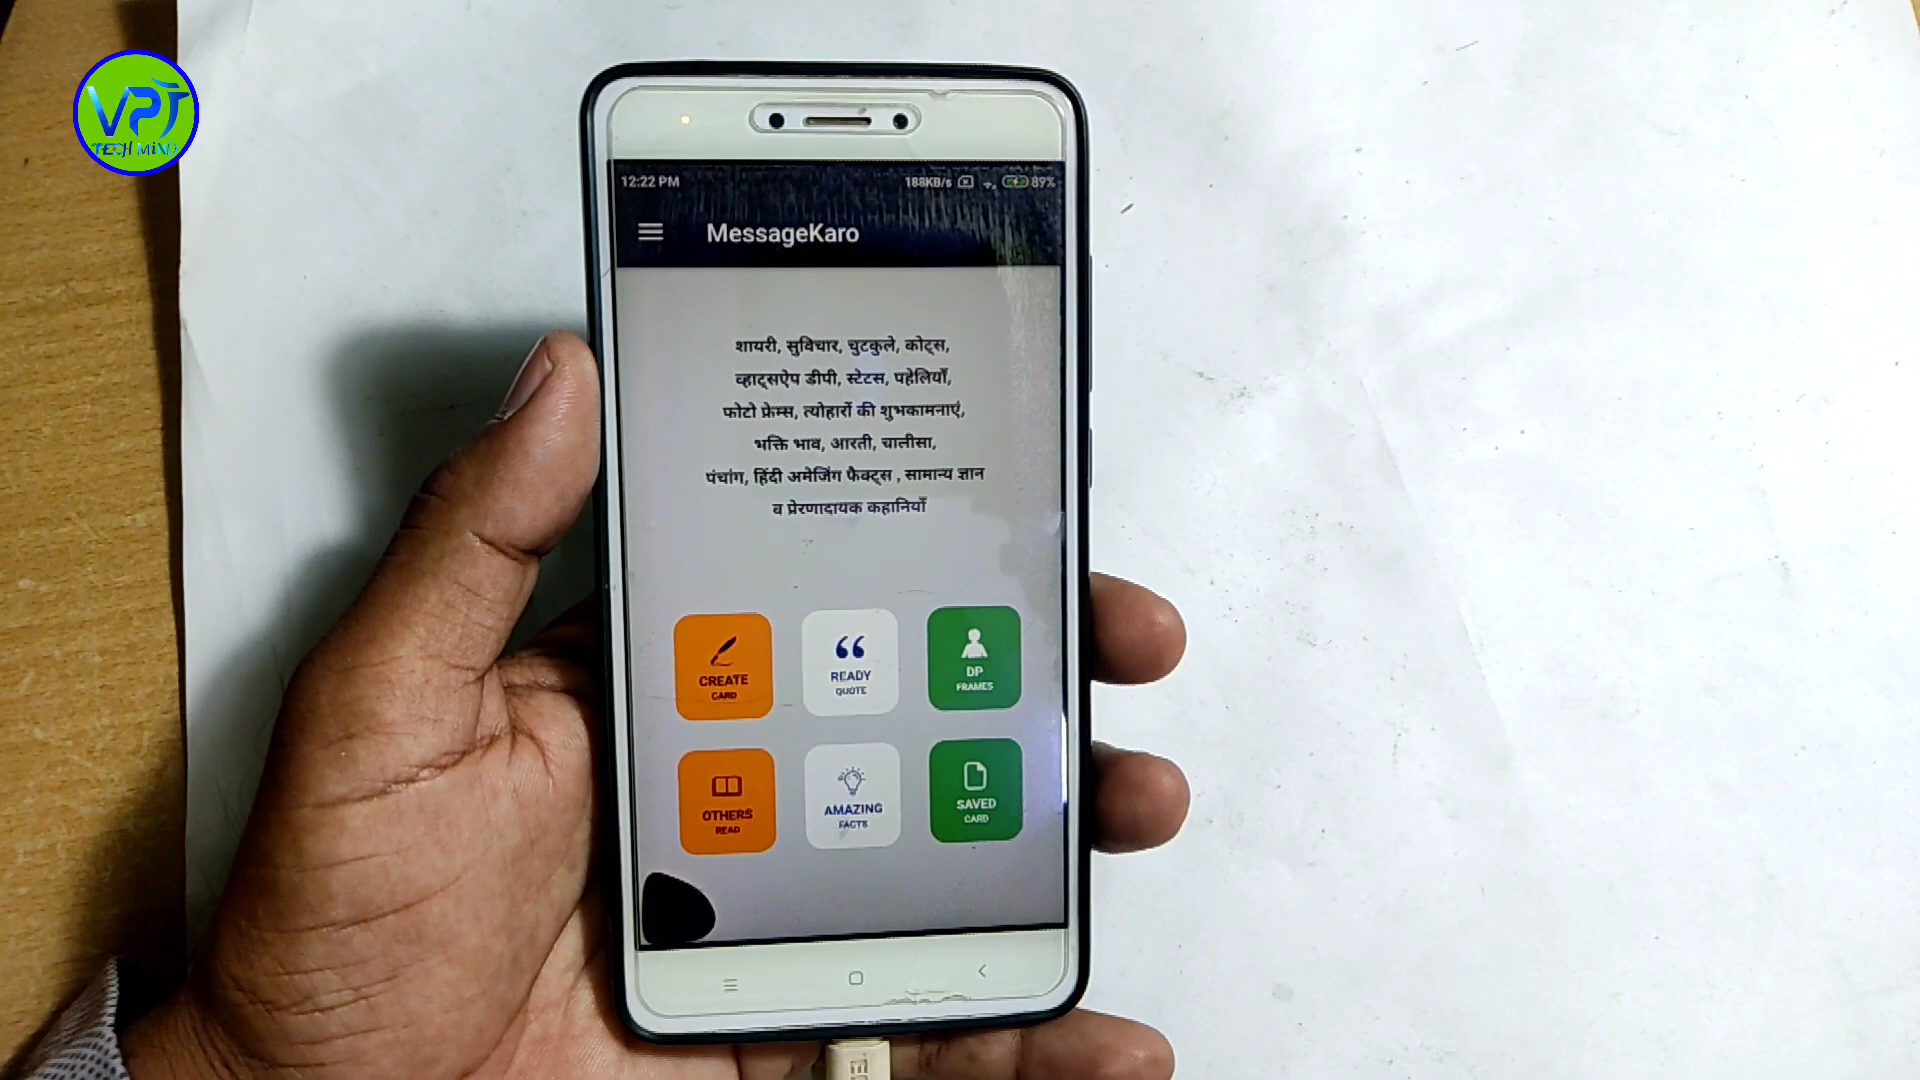 VPT
TECH MiND
12:22 PM
188KB/s
89%
MessageKaro
शायरी, सुविचार, चुटकुले, कोट्स,
व्हाट्सऐप डीपी, स्टेटस, पहेलियाँ,
फोटो फ्रेम्स, त्योहारों की शुभकामनाएं,
भक्ति भाव, आरती, चालीसा,
पंचांग, हिंदी अमेजिंग फैक्ट्स , सामान्य ज्ञान
व प्रेरणादायक कहानियाँ
CREATE
CARD
READY
QUOTE
DP
FRAMES
OTHERS
READ
AMAZING
FACTS
SAVED
CARD